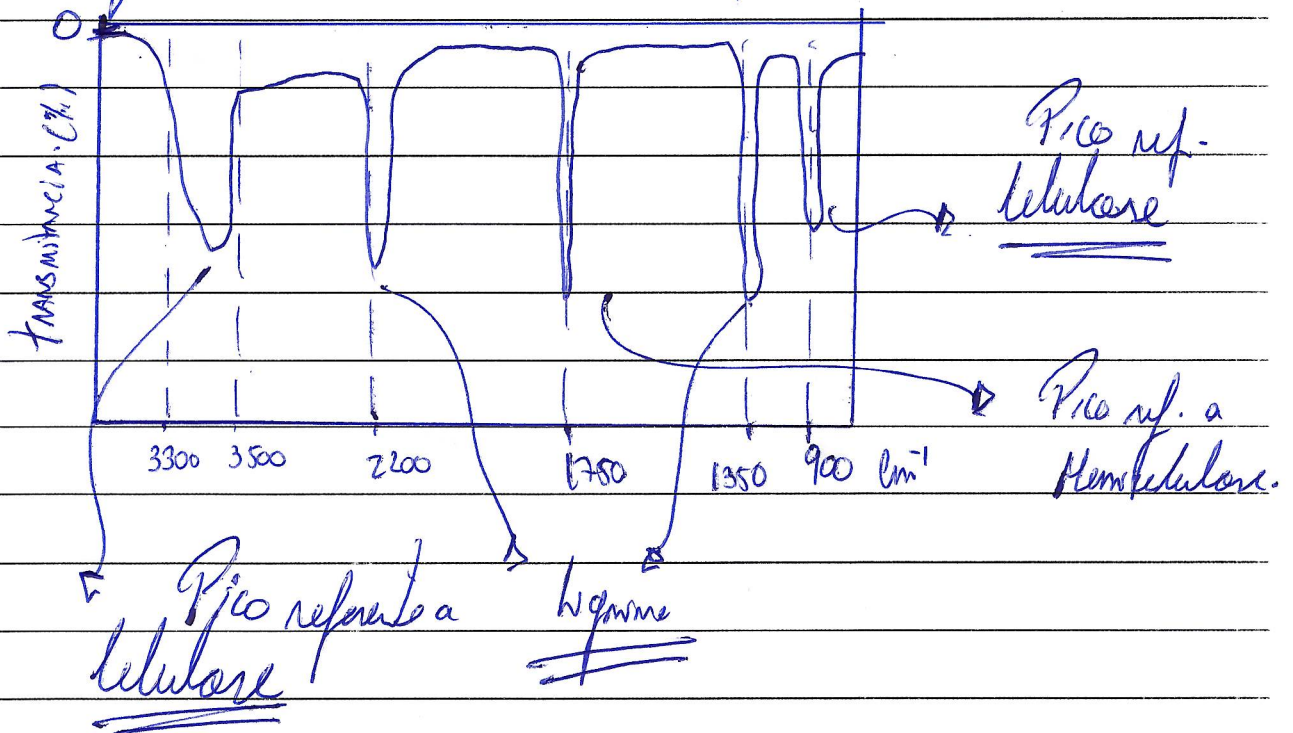 0
Transmitância (%)
Pico ref.
Celulose
3300 3500 2200 1750 1350 900 cm⁻¹
Pico ref. a
Hemicelulose.
Pico referente a
Celulose
Lignina